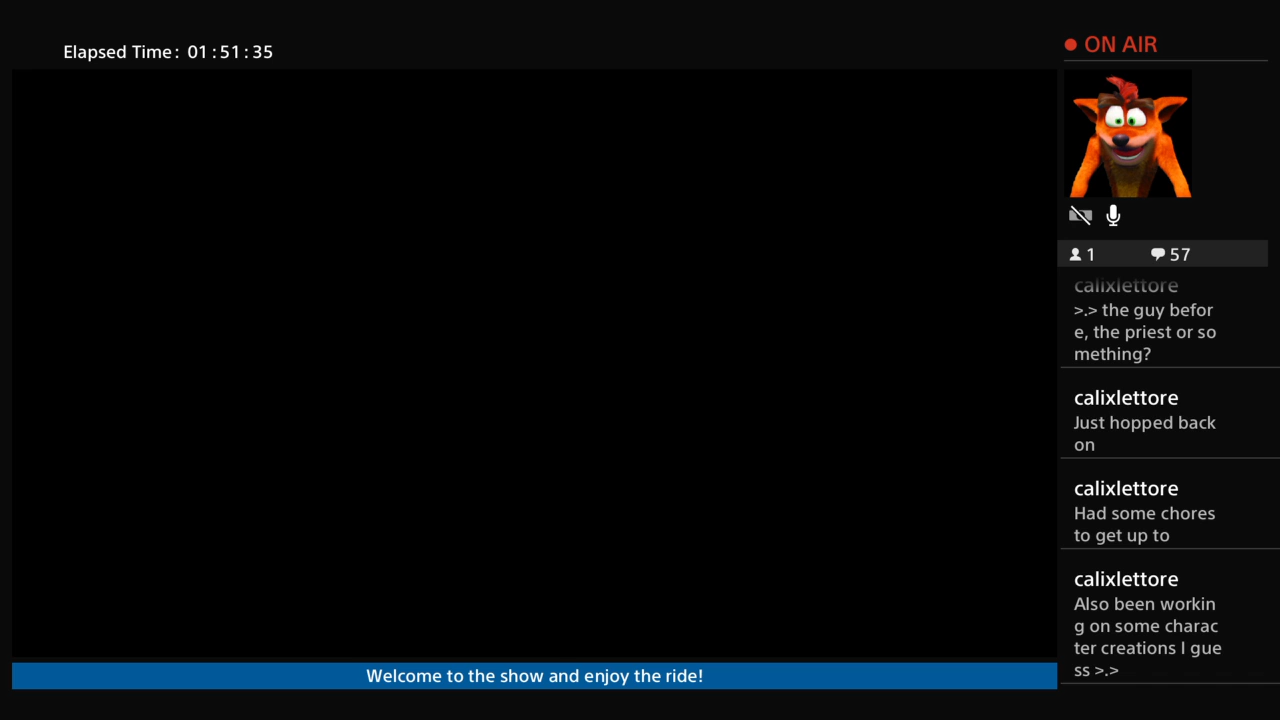 Elapsed Time: 01:51:35
ON AIR
1 57
calixlettore
>.> the guy befor
e, the priest or so
mething?
calixlettore
Just hopped back
on
calixlettore
Had some chores
to get up to
calixlettore
Also been workin
g on some charac
ter creations I gue
ss >.>
Welcome to the show and enjoy the ride!